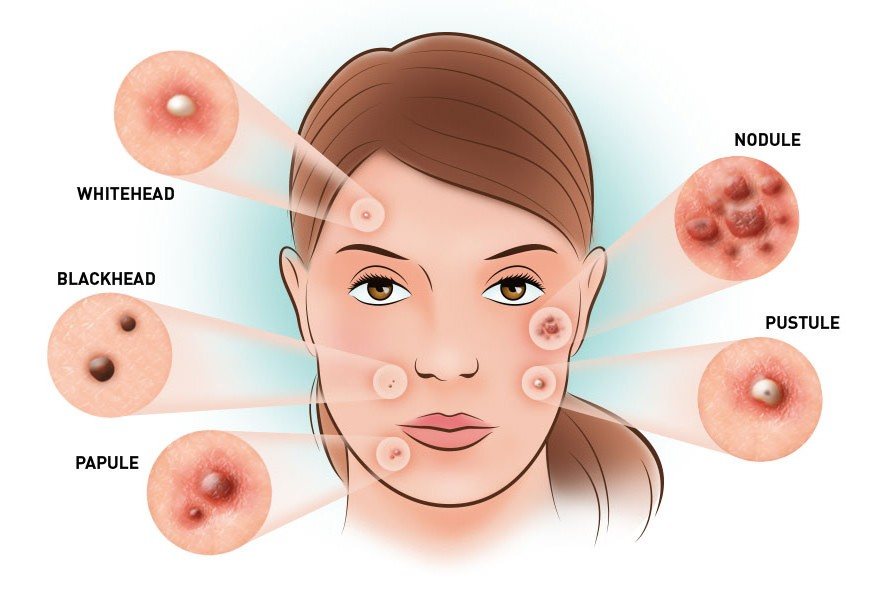 WHITEHEAD
BLACKHEAD
PAPULE
NODULE
PUSTULE